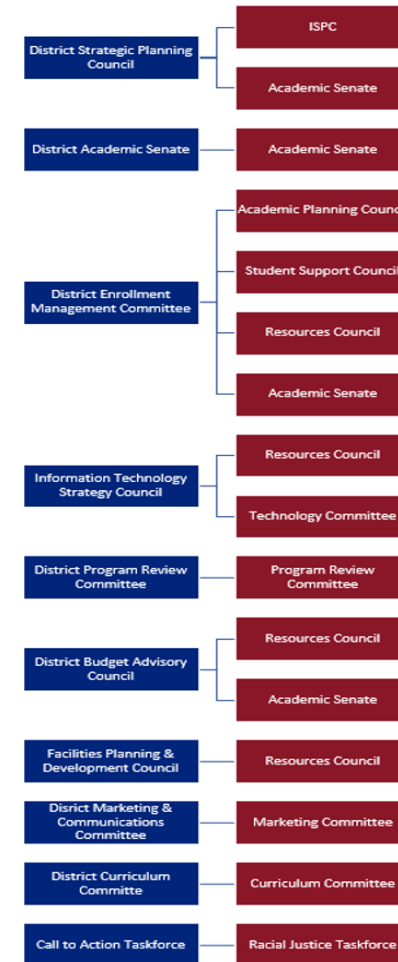 ISPC
District Strategic Planning
Council
Academic Senate
District Academic Senate
Academic Senate
Academic Planning Counc
Student Support Council
District Enrollment
Management Committee
Resources Council
Academic Senate
Resources Council
Information Technology
Strategy Council
Technology Committee
District Program Review
Committee
Program Review
Committee
Resources Council
District Budget Advisory
Council
Academic Senate
Facilities Planning &
Development Council
Resources Council
Disrict Marketing &
Communications
Committee
Marketing Committee
District Curriculum
Committe
Curriculum Committee
Call to Action Taskforce
Racial Justice Taskforce